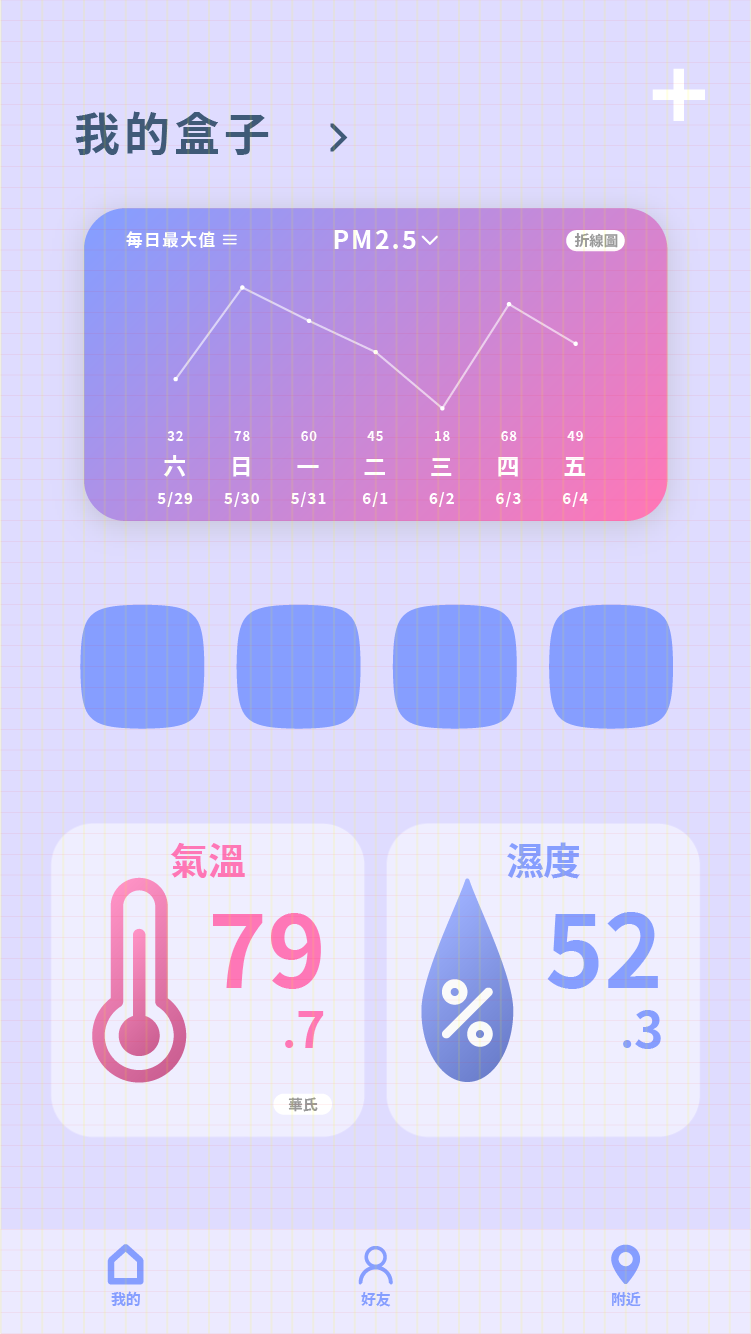 我的盒子
每日最大值 PM2.5 折線圖
32 78 60 45 18 68 49
六 日 一 二 三 四 五
5/29 5/30 5/31 6/1 6/2 6/3 6/4
氣溫
79
.7
華氏
濕度
52
.3
我的 好友 附近